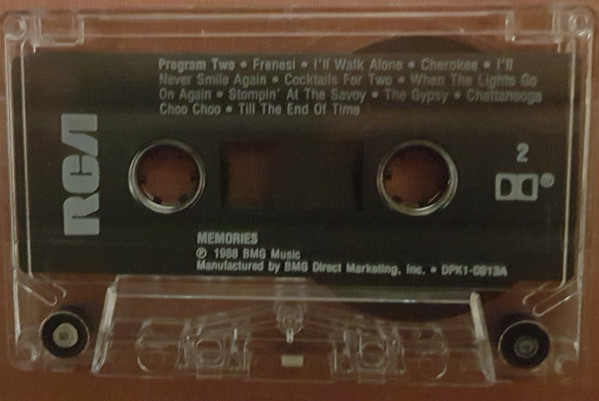 Program Two • Frenesi • I'll Walk Alone • Cherokee • I'll
Never Smile Again • Cocktails For Two • When The Lights Go
On Again • Stompin' At The Savoy • The Gypsy • Chattanooga
Choo Choo • Till The End Of Time
RCA
2
MEMORIES
℗ 1988 BMG Music
Manufactured by BMG Direct Marketing, Inc. • DPK1-0813A